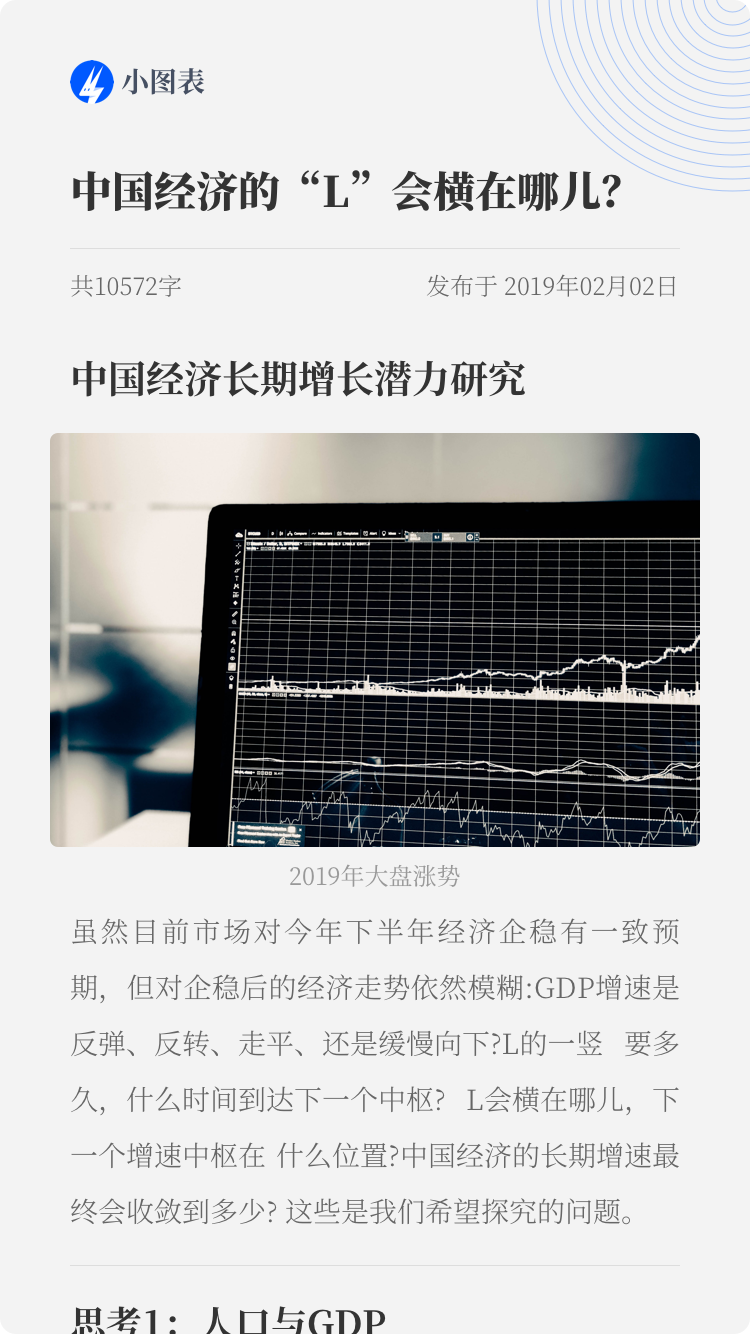 小图表
中国经济的“L”会横在哪儿?
共10572字
发布于 2019年02月02日
中国经济长期增长潜力研究
2019年大盘涨势
虽然目前市场对今年下半年经济企稳有一致预
期，但对企稳后的经济走势依然模糊:GDP增速是
反弹、反转、走平、还是缓慢向下?L的一竖 要多
久，什么时间到达下一个中枢? L会横在哪儿，下
一个增速中枢在 什么位置?中国经济的长期增速最
终会收敛到多少? 这些是我们希望探究的问题。
思考1：人口与GDP